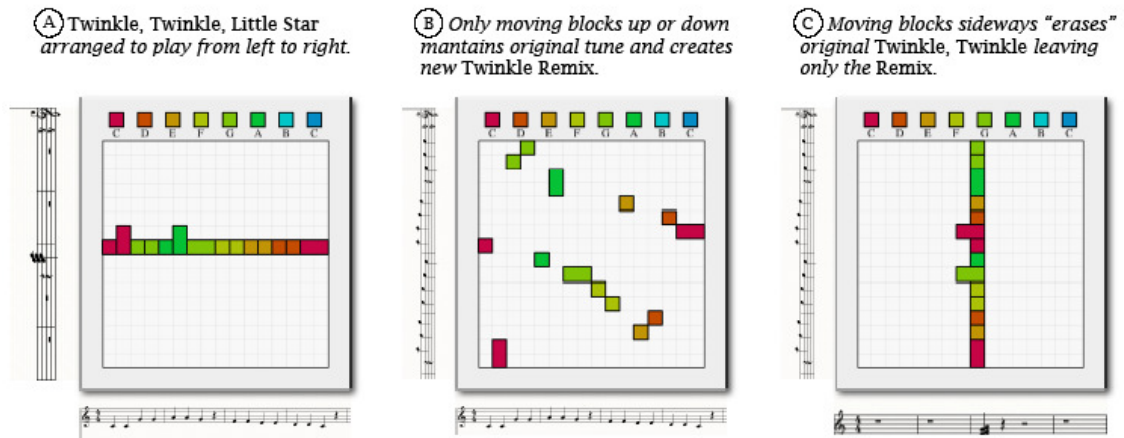 A Twinkle, Twinkle, Little Star
arranged to play from left to right.
B Only moving blocks up or down
mantains original tune and creates
new Twinkle Remix.
C Moving blocks sideways “erases”
original Twinkle, Twinkle leaving
only the Remix.
C D E F G A B C
C D E F G A B C
C D E F G A B C